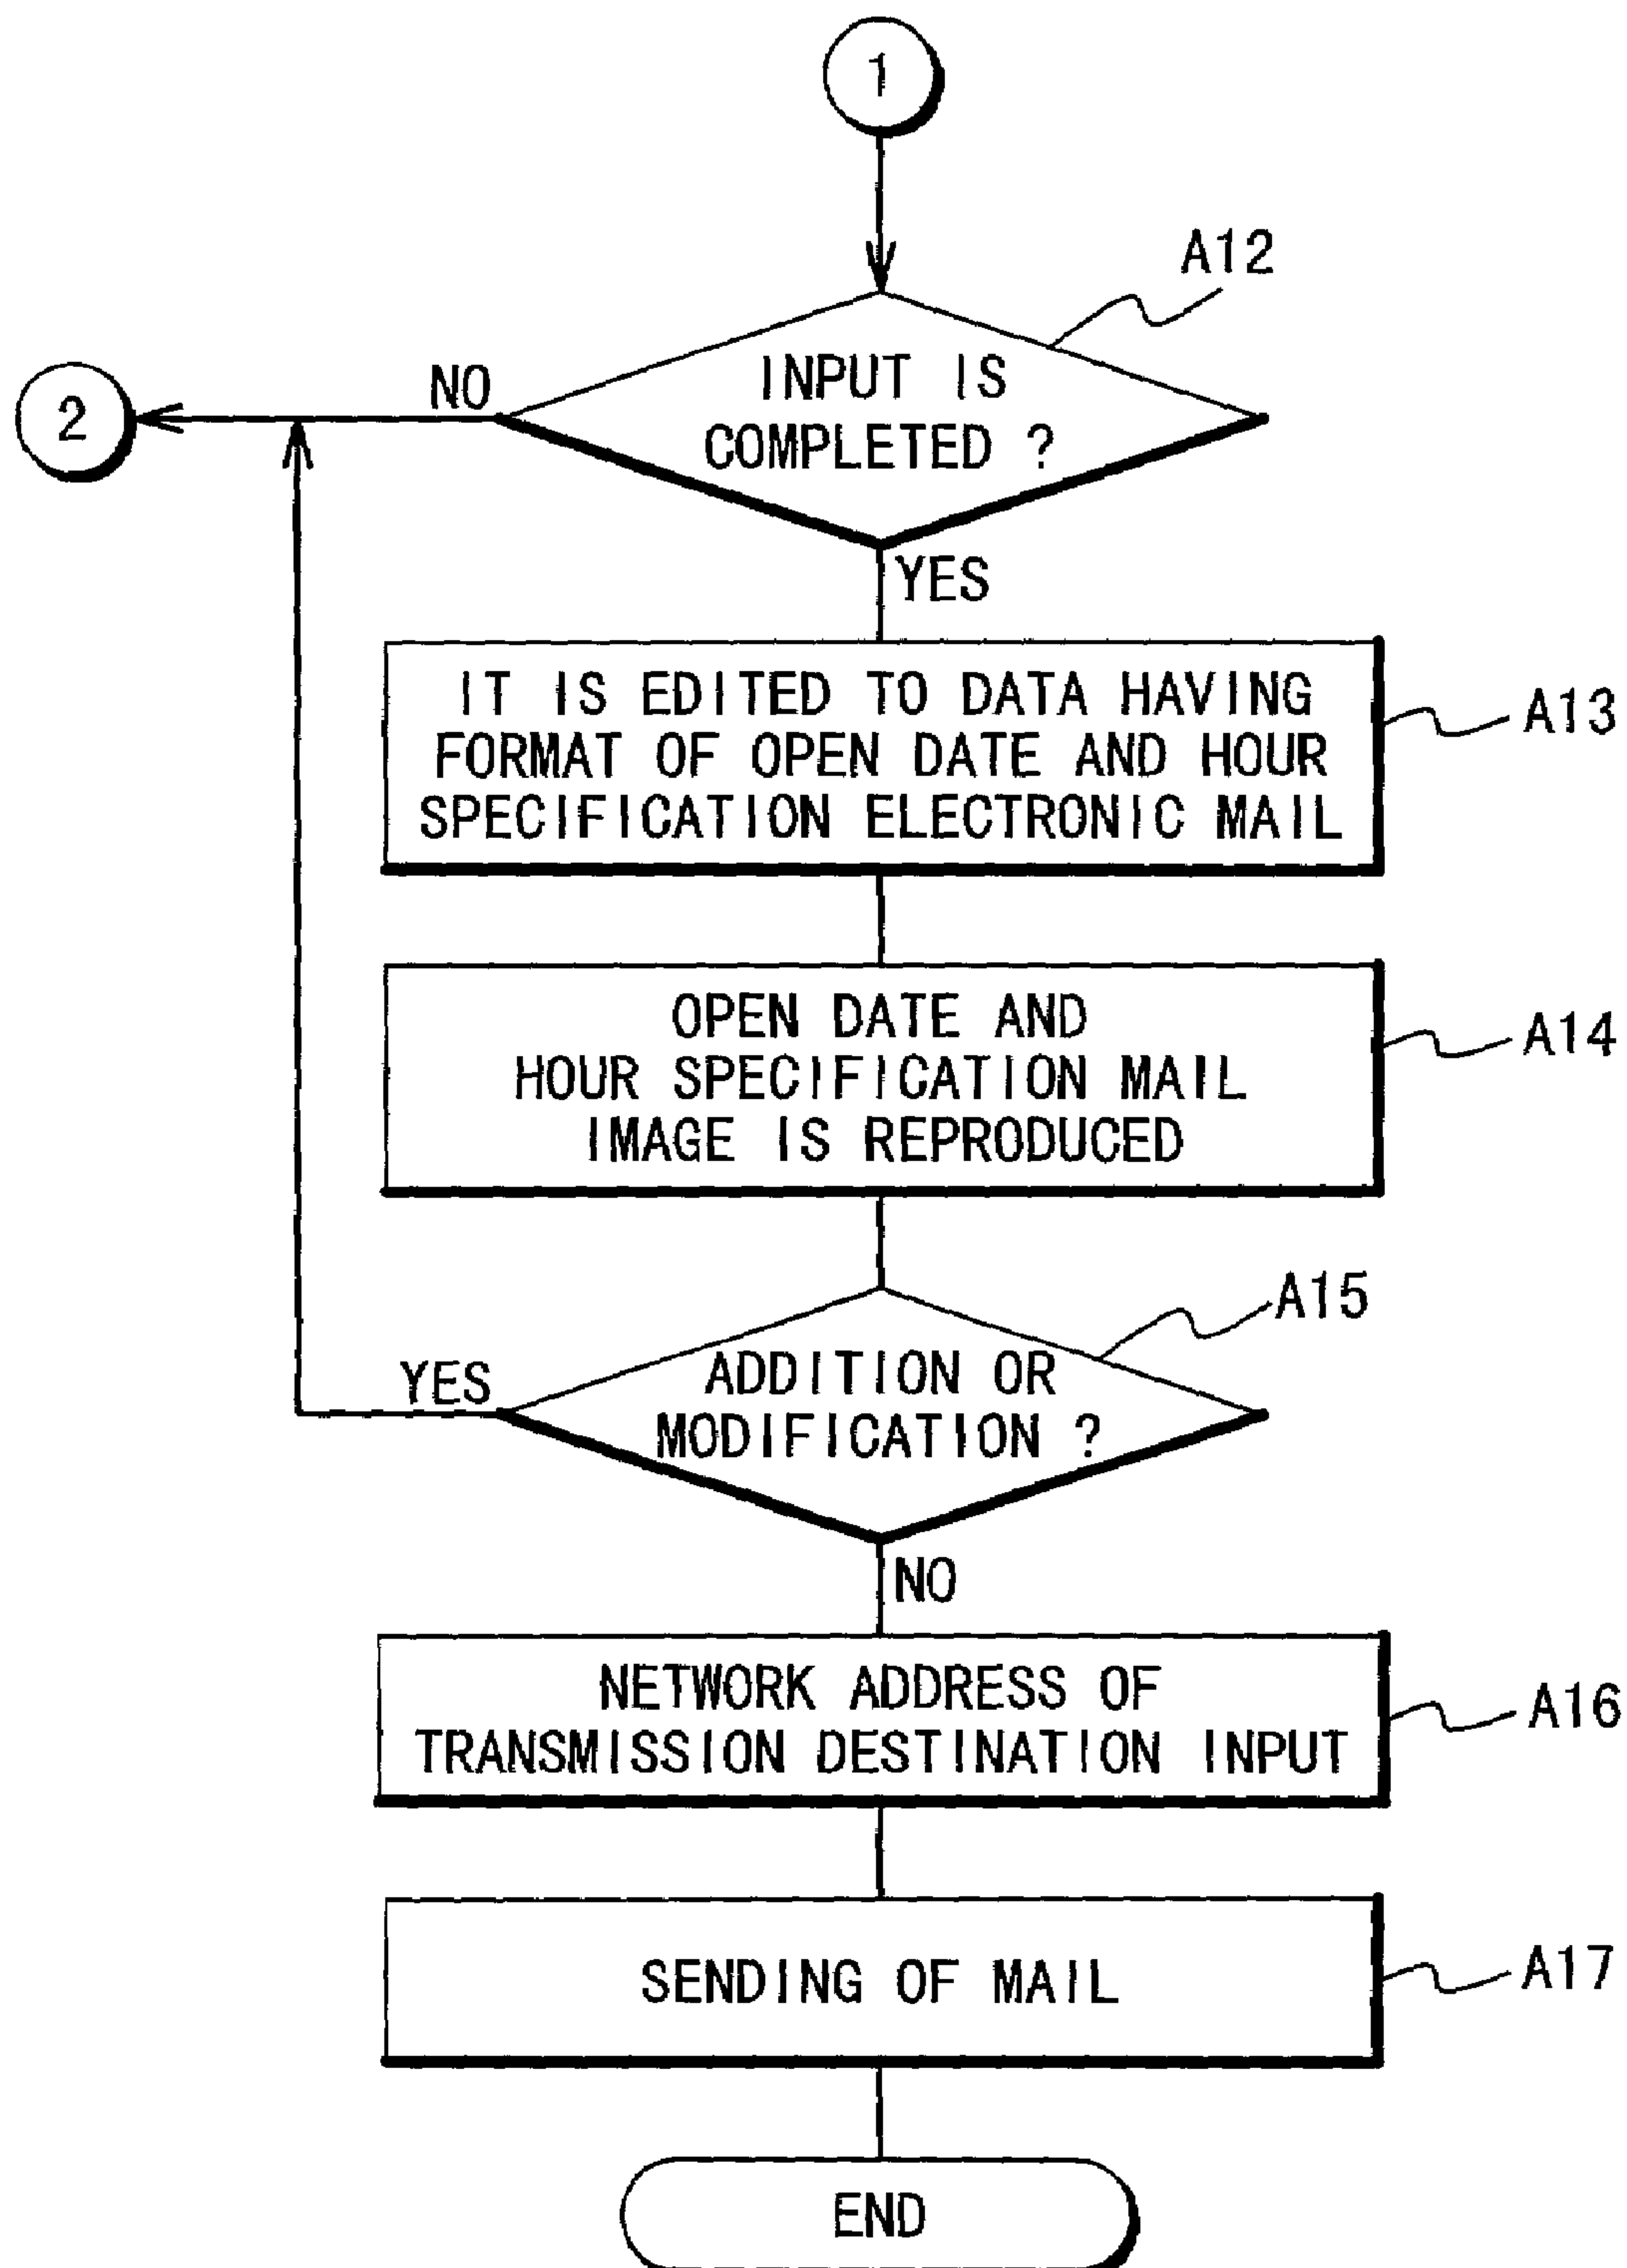 1
A12
INPUT IS
COMPLETED ?
NO
2
YES
IT IS EDITED TO DATA HAVING
FORMAT OF OPEN DATE AND HOUR
SPECIFICATION ELECTRONIC MAIL
A13
OPEN DATE AND
HOUR SPECIFICATION MAIL
IMAGE IS REPRODUCED
A14
A15
ADDITION OR
MODIFICATION ?
YES
NO
NETWORK ADDRESS OF
TRANSMISSION DESTINATION INPUT
A16
SENDING OF MAIL
A17
END